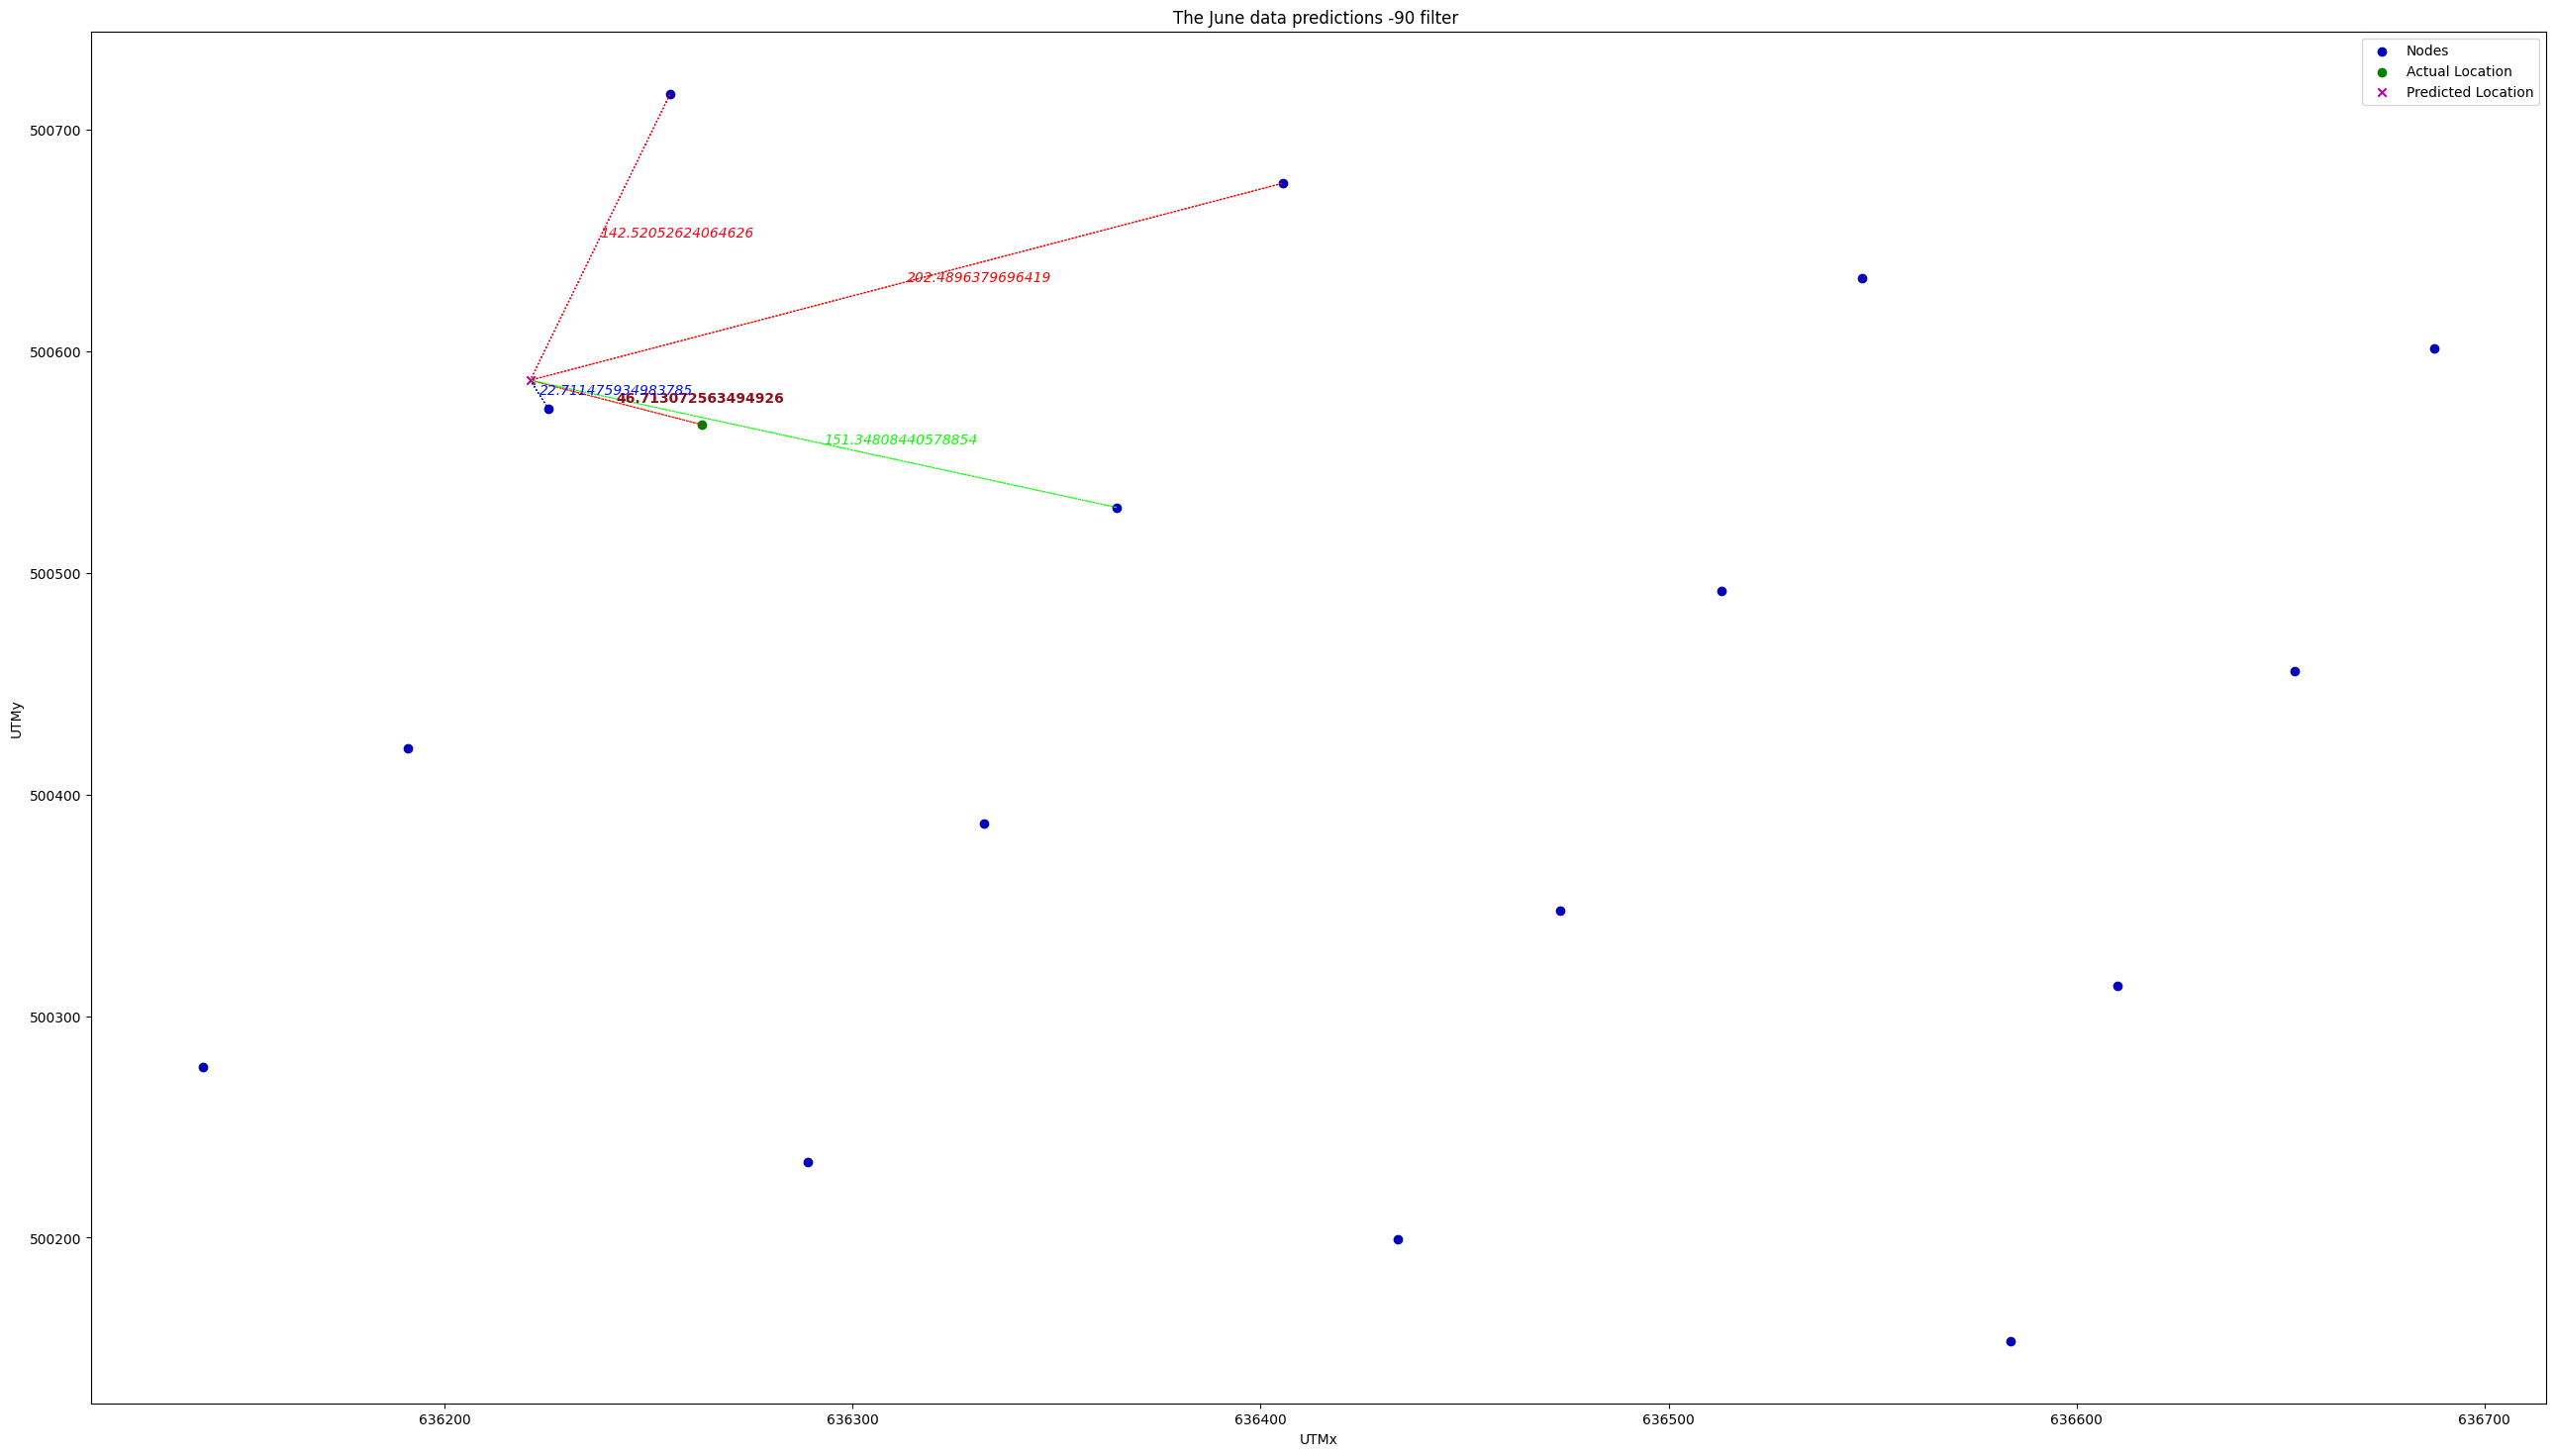 The June data predictions -90 filter
Nodes
Actual Location
Predicted Location
500700
142.52052624064626
202.4896379696419
500600
22.711475934983785
46.713072563494926
151.34808440578854
500500
UTMy
500400
500300
500200
636200 636300 636400 636500 636600 636700
UTMx